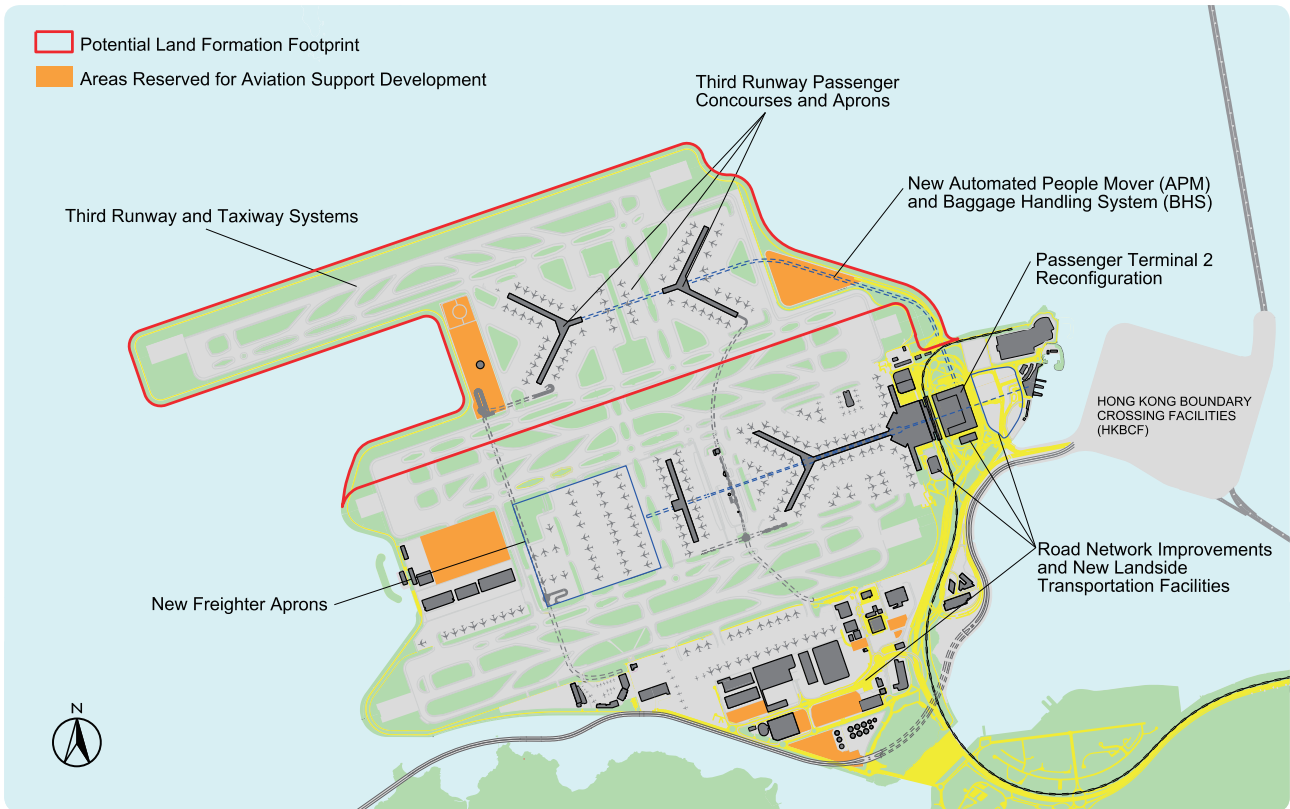 Potential Land Formation Footprint
Areas Reserved for Aviation Support Development
Third Runway Passenger
Concourses and Aprons
New Automated People Mover (APM)
and Baggage Handling System (BHS)
Third Runway and Taxiway Systems
Passenger Terminal 2
Reconfiguration
HONG KONG BOUNDARY
CROSSING FACILITIES
(HKBCF)
Road Network Improvements
and New Landside
Transportation Facilities
New Freighter Aprons
N